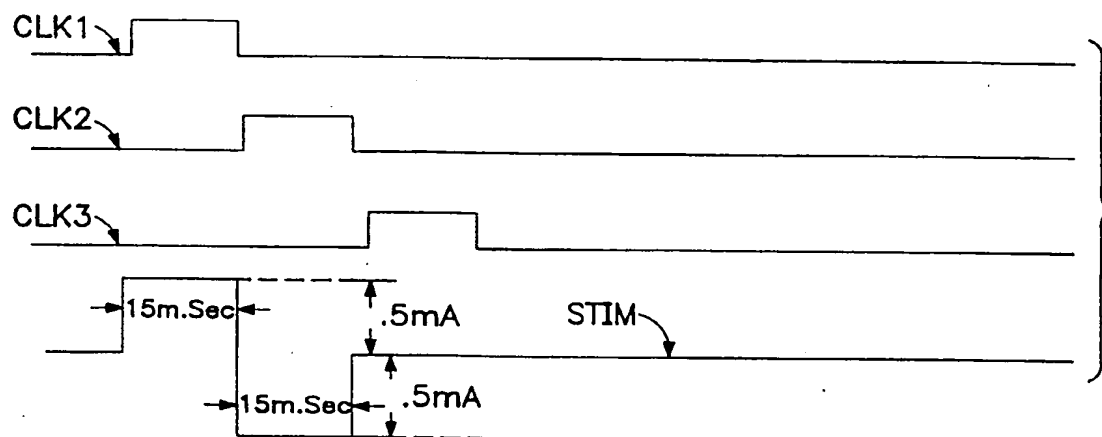 CLK1
CLK2
CLK3
15m.Sec
.5mA
STIM
15m.Sec
.5mA